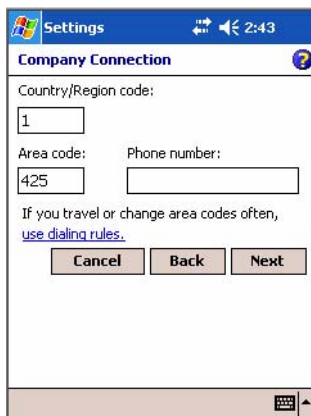 Settings 2:43
Company Connection
Country/Region code:
1
Area code: Phone number:
425
If you travel or change area codes often,
use dialing rules.
Cancel Back Next